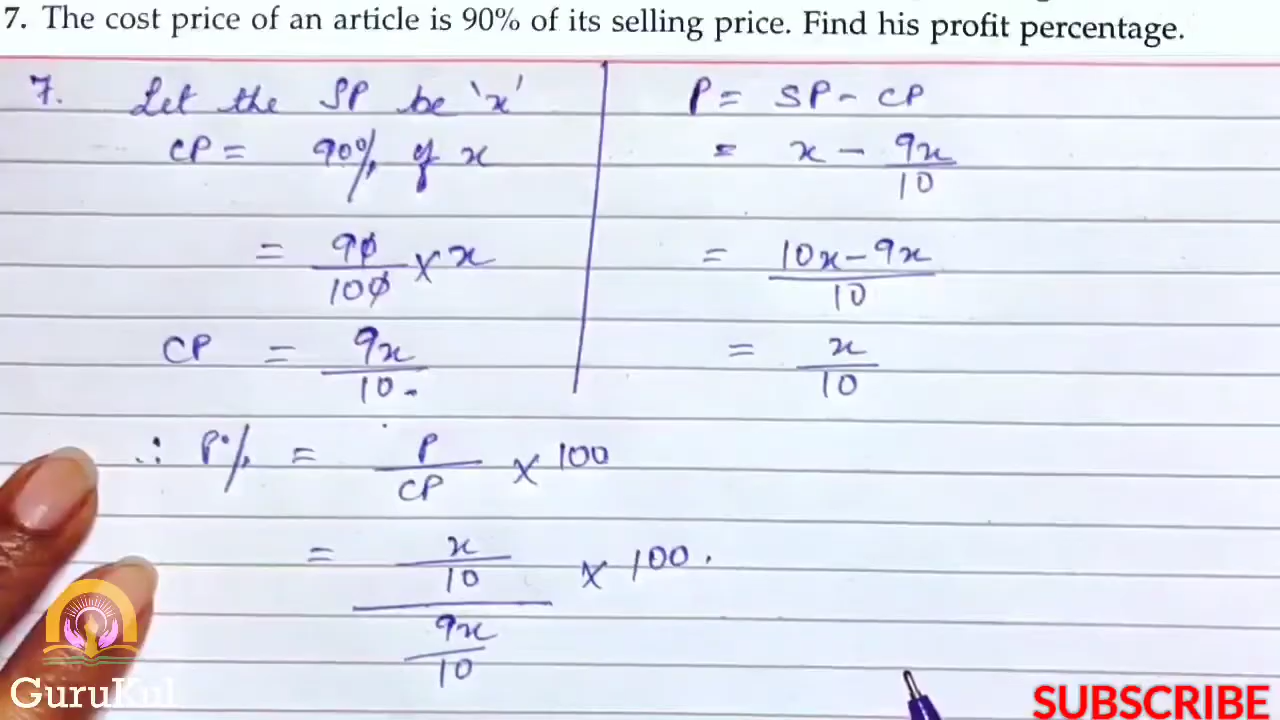 7. The cost price of an article is 90% of its selling price. Find his profit percentage.
7. Let the SP be 'x'
CP = 90% of x
= 90/100 × x
CP = 9x/10
P = SP - CP
= x - 9x/10
= 10x - 9x/10
= x/10
∴ P% = P/CP × 100
= x/10 / 9x/10 × 100.
GuruKul
SUBSCRIBE